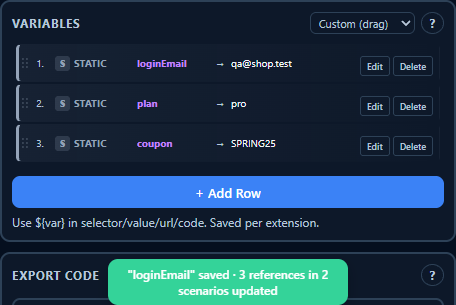 VARIABLES Custom (drag) ?
1. S STATIC loginEmail → qa@shop.test Edit Delete
2. S STATIC plan → pro Edit Delete
3. S STATIC coupon → SPRING25 Edit Delete
+ Add Row
Use ${var} in selector/value/url/code. Saved per extension.
EXPORT CODE ?
"loginEmail" saved · 3 references in 2
scenarios updated